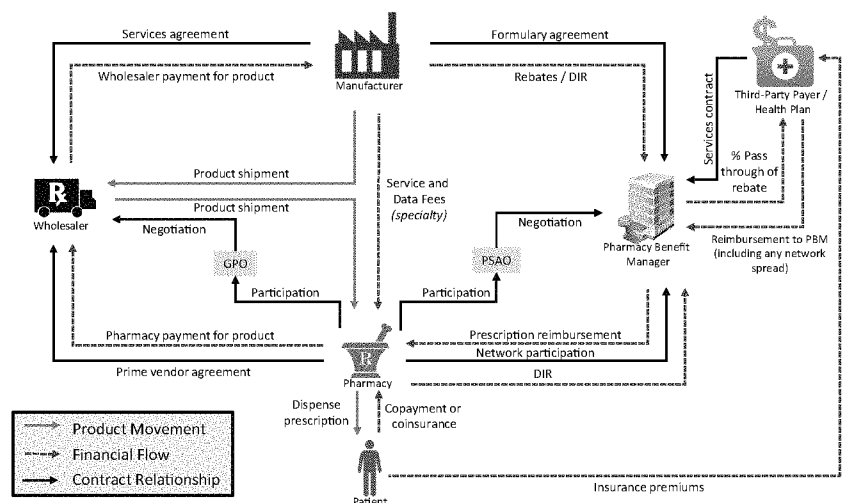 Services agreement
Formulary agreement
Wholesaler payment for product
Manufacturer
Rebates / DIR
Third-Party Payer /
Health Plan
Services contract
% Pass
through of
rebate
Product shipment
Product shipment
Service and
Data Fees
(specialty)
Rx
Wholesaler
Negotiation
Negotiation
Pharmacy Benefit
Manager
Reimbursement to PBM
(including any network
spread)
GPO
PSAO
Participation
Participation
Pharmacy payment for product
Prescription reimbursement
Network participation
Prime vendor agreement
R
Pharmacy
DIR
Dispense
prescription
Copayment or
coinsurance
Product Movement
Financial Flow
Contract Relationship
Insurance premiums
Patient